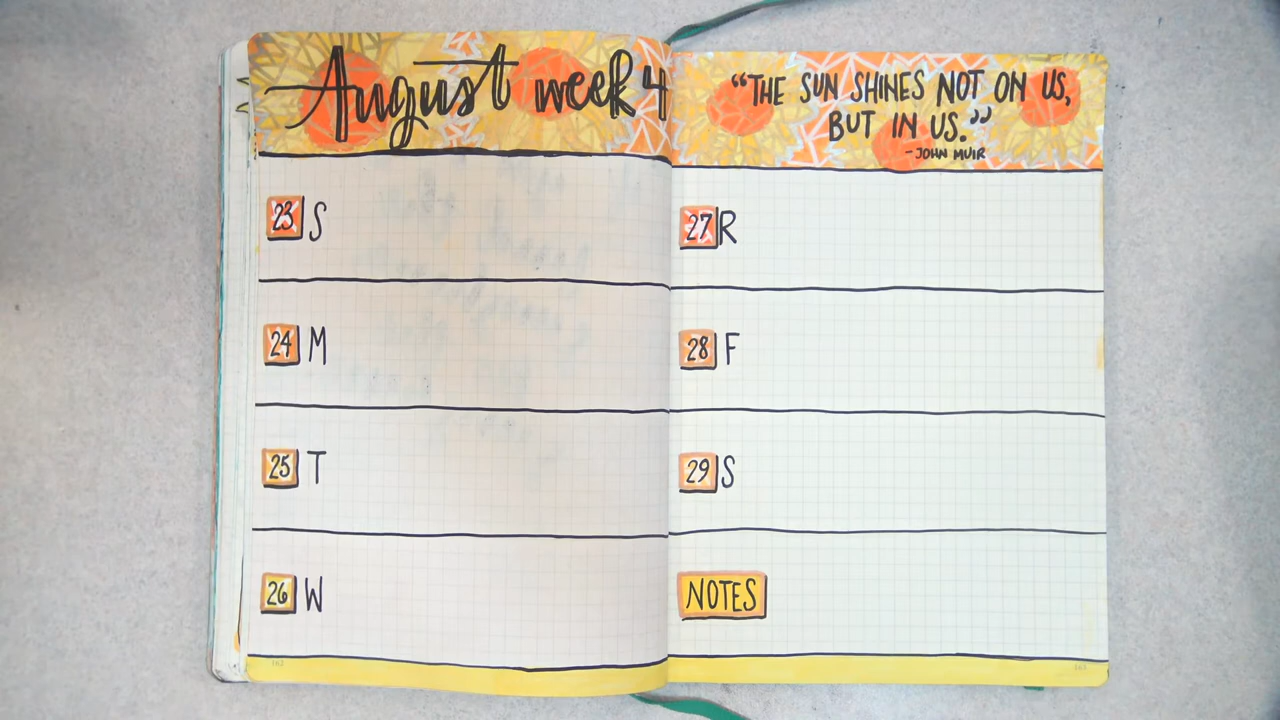 August week 4
23 S
24 M
25 T
26 W
"THE SUN SHINES NOT ON US,
BUT IN US."
-JOHN MUIR
27 R
28 F
29 S
NOTES